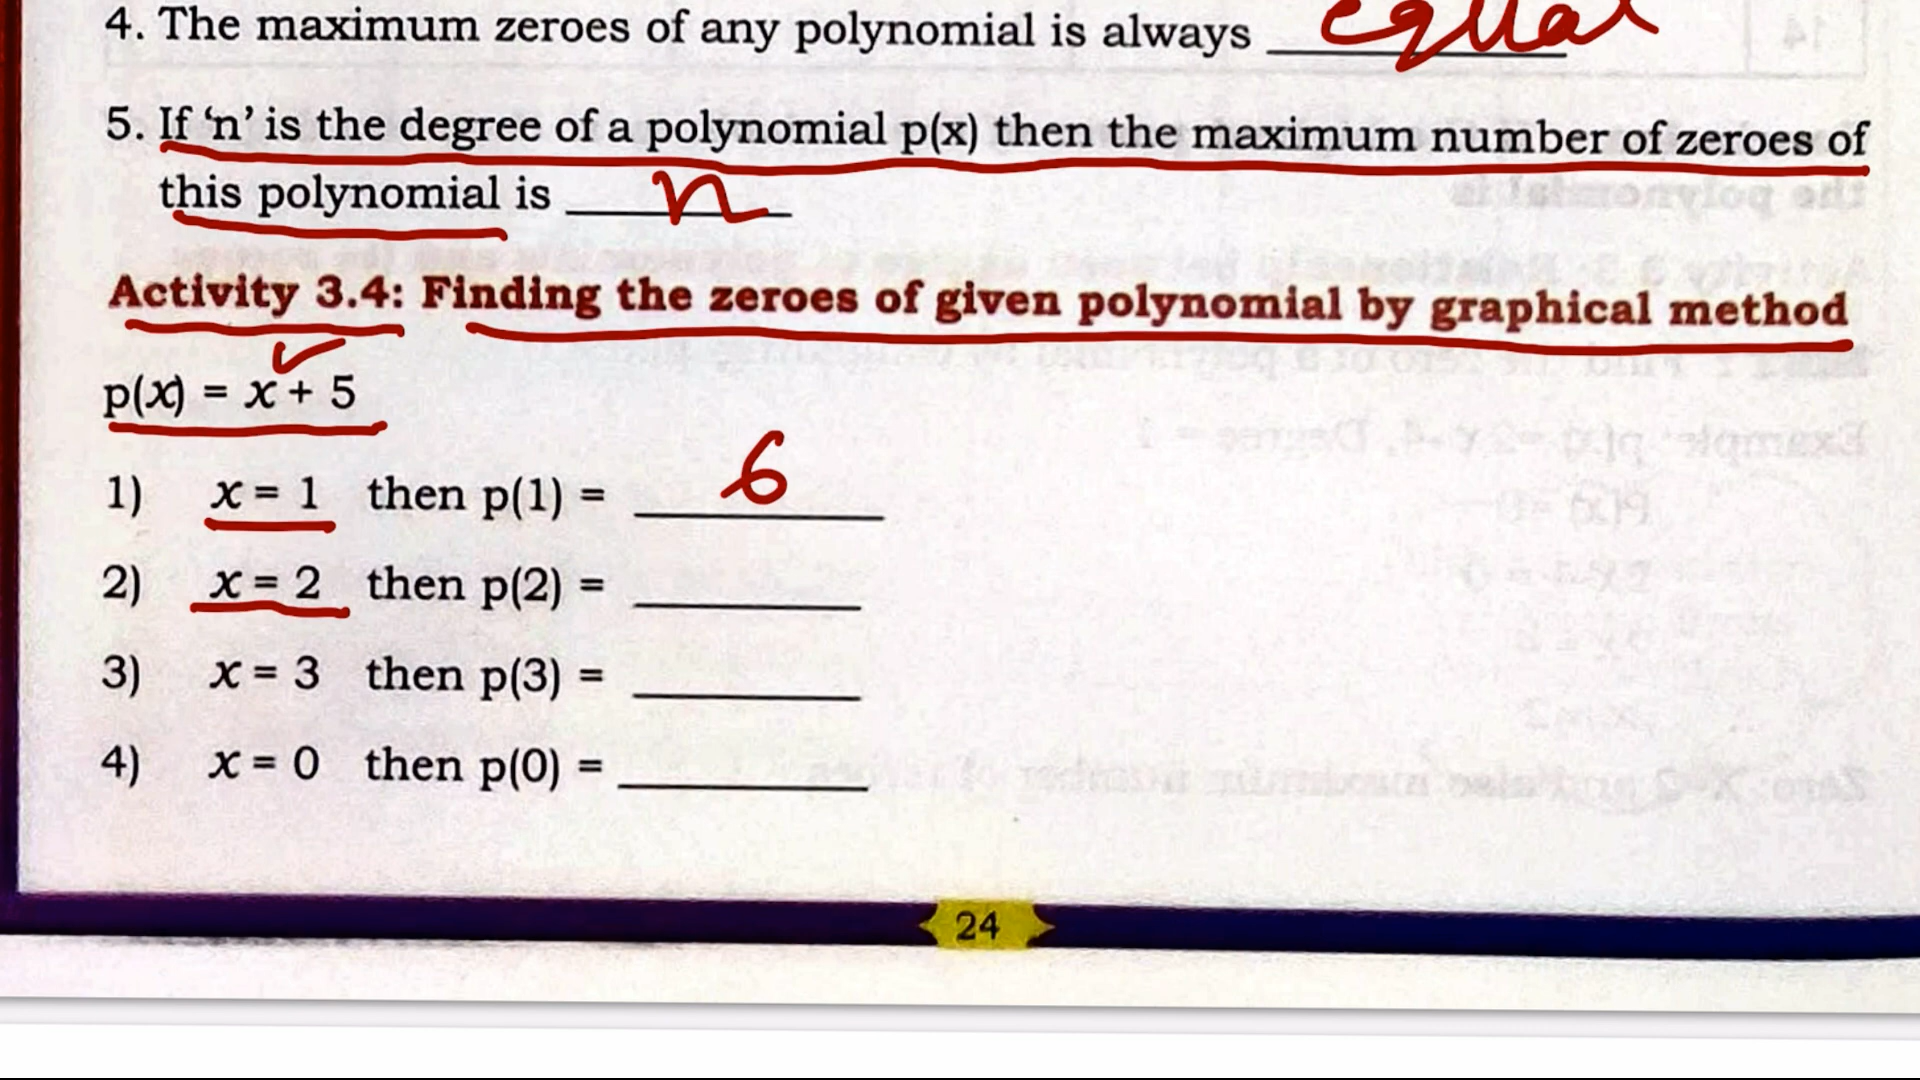 4. The maximum zeroes of any polynomial is always equal
5. If ‘n’ is the degree of a polynomial p(x) then the maximum number of zeroes of
this polynomial is n
Activity 3.4: Finding the zeroes of given polynomial by graphical method
p(x) = x + 5
1) x = 1 then p(1) = 6
2) x = 2 then p(2) = 
3) x = 3 then p(3) = 
4) x = 0 then p(0) = 
24